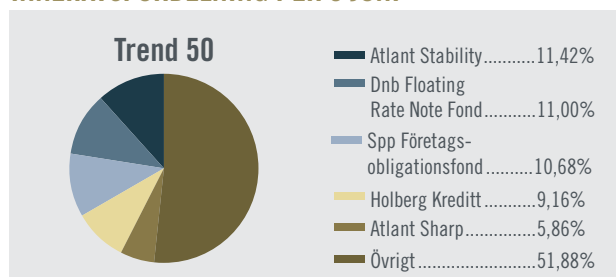 Trend 50
Atlant Stability...........11,42%
Dnb Floating
Rate Note Fond...........11,00%
Spp Företags-
obligationsfond..........10,68%
Holberg Kreditt...........9,16%
Atlant Sharp...............5,86%
Övrigt.......................51,88%